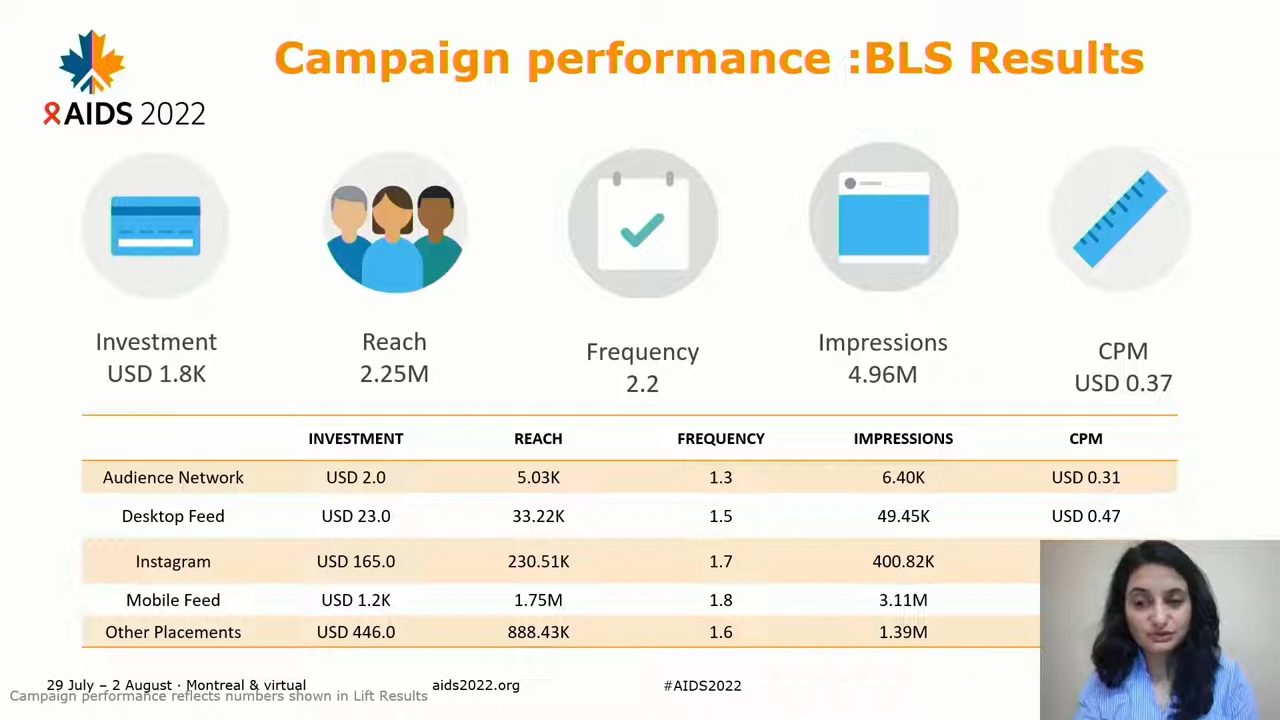 Campaign performance :BLS Results
AIDS 2022
Investment
USD 1.8K
Reach
2.25M
Frequency
2.2
Impressions
4.96M
CPM
USD 0.37
INVESTMENT REACH FREQUENCY IMPRESSIONS CPM
Audience Network USD 2.0 5.03K 1.3 6.40K USD 0.31
Desktop Feed USD 23.0 33.22K 1.5 49.45K USD 0.47
Instagram USD 165.0 230.51K 1.7 400.82K
Mobile Feed USD 1.2K 1.75M 1.8 3.11M
Other Placements USD 446.0 888.43K 1.6 1.39M
29 July – 2 August · Montreal & virtual aids2022.org #AIDS2022
Campaign performance reflects numbers shown in Lift Results